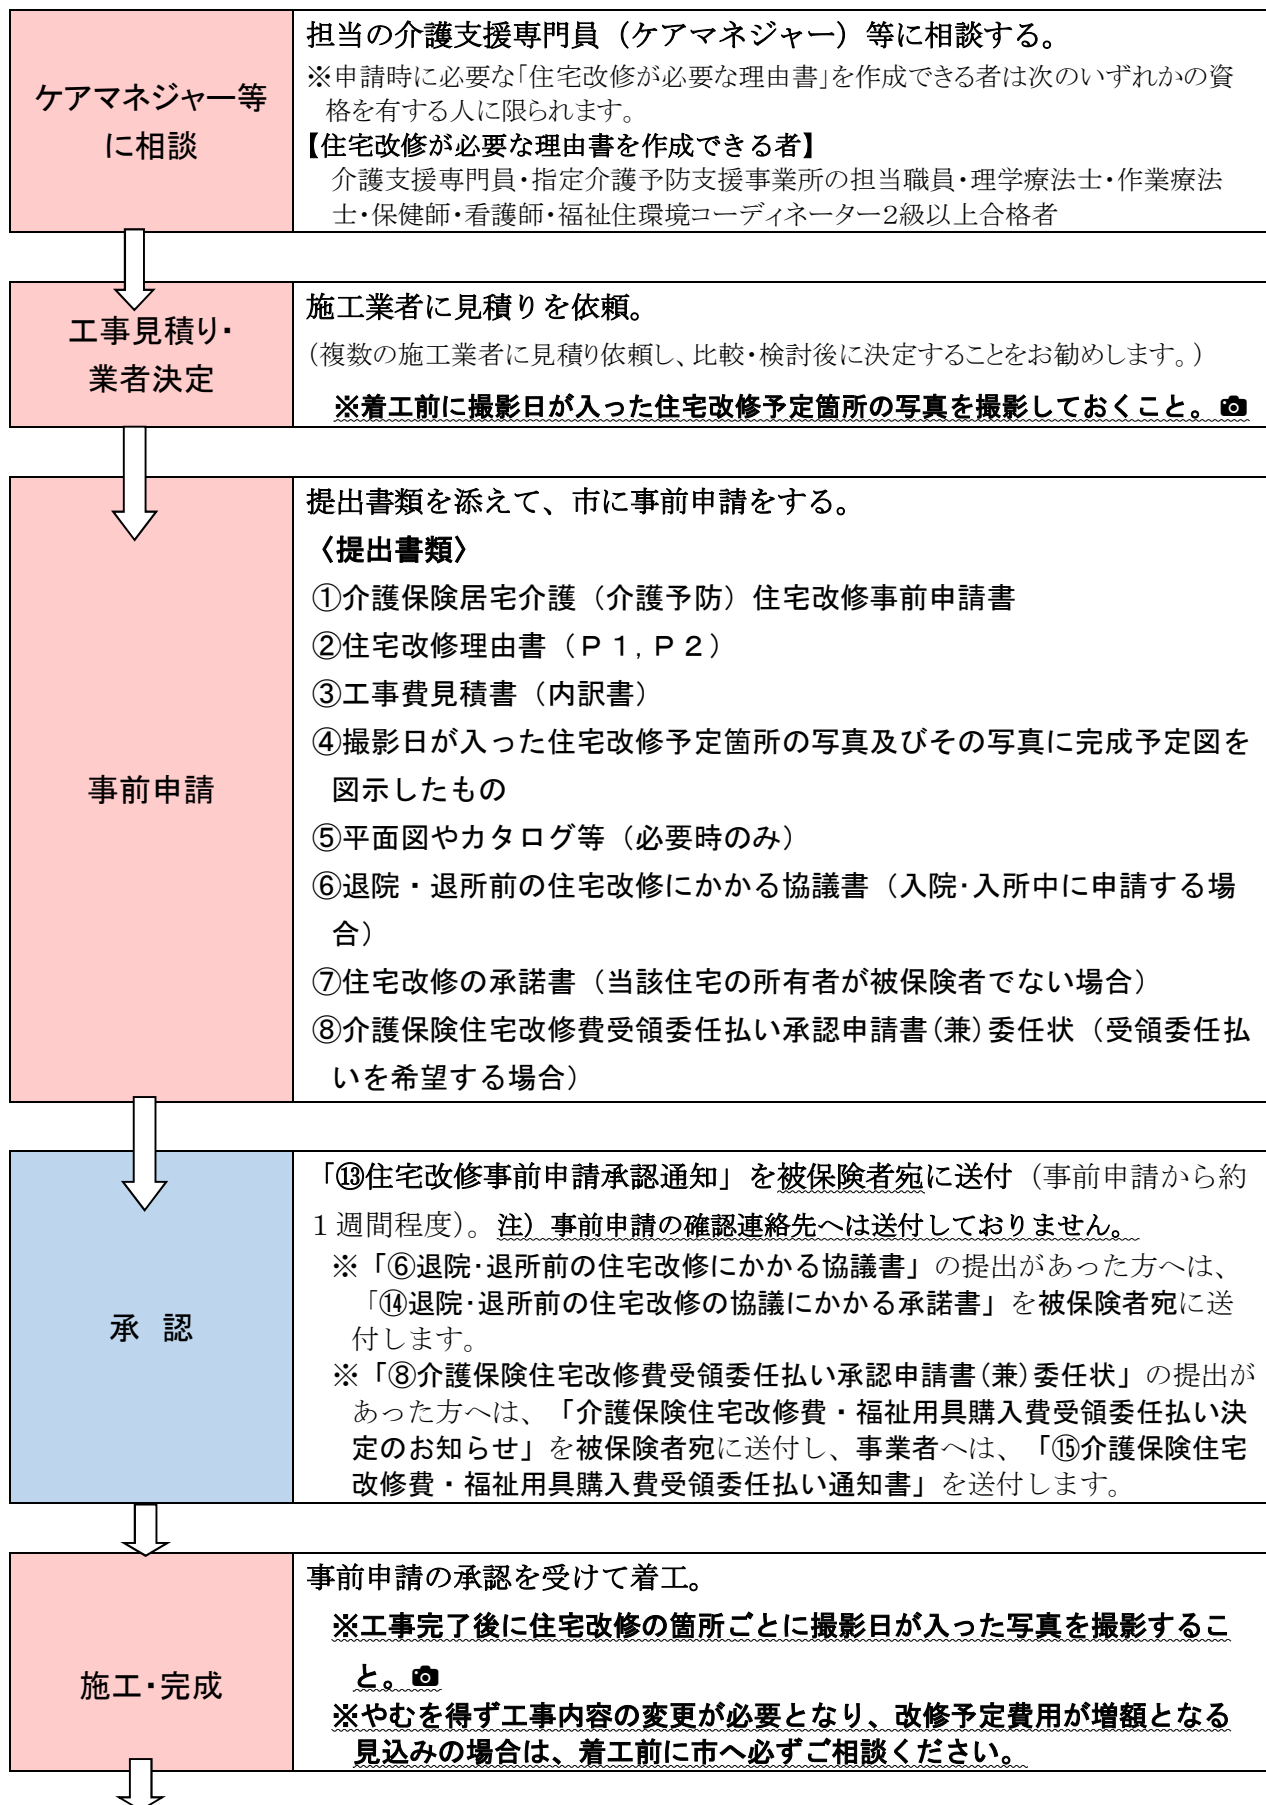 ケアマネジャー等
に相談
担当の介護支援専門員（ケアマネジャー）等に相談する。
※申請時に必要な「住宅改修が必要な理由書」を作成できる者は次のいずれかの資
格を有する人に限られます。
【住宅改修が必要な理由書を作成できる者】
介護支援専門員・指定介護予防支援事業所の担当職員・理学療法士・作業療法
士・保健師・看護師・福祉住環境コーディネーター2級以上合格者
工事見積り・
業者決定
施工業者に見積りを依頼。
（複数の施工業者に見積り依頼し、比較・検討後に決定することをお勧めします。）
※着工前に撮影日が入った住宅改修予定箇所の写真を撮影しておくこと。
事前申請
提出書類を添えて、市に事前申請をする。
〈提出書類〉
①介護保険居宅介護（介護予防）住宅改修事前申請書
②住宅改修理由書（Ｐ１，Ｐ２）
③工事費見積書（内訳書）
④撮影日が入った住宅改修予定箇所の写真及びその写真に完成予定図を
図示したもの
⑤平面図やカタログ等（必要時のみ）
⑥退院・退所前の住宅改修にかかる協議書（入院・入所中に申請する場
合）
⑦住宅改修の承諾書（当該住宅の所有者が被保険者でない場合）
⑧介護保険住宅改修費受領委任払い承認申請書(兼)委任状（受領委任払
いを希望する場合）
承　認
「⑬住宅改修事前申請承認通知」を被保険者宛に送付（事前申請から約
１週間程度）。注）事前申請の確認連絡先へは送付しておりません。
※「⑥退院・退所前の住宅改修にかかる協議書」の提出があった方へは、
「⑭退院・退所前の住宅改修の協議にかかる承諾書」を被保険者宛に送
付します。
※「⑧介護保険住宅改修費受領委任払い承認申請書(兼)委任状」の提出が
あった方へは、「介護保険住宅改修費・福祉用具購入費受領委任払い決
定のお知らせ」を被保険者宛に送付し、事業者へは、「⑮介護保険住宅
改修費・福祉用具購入費受領委任払い通知書」を送付します。
施工・完成
事前申請の承認を受けて着工。
※工事完了後に住宅改修の箇所ごとに撮影日が入った写真を撮影するこ
と。
※やむを得ず工事内容の変更が必要となり、改修予定費用が増額となる
見込みの場合は、着工前に市へ必ずご相談ください。